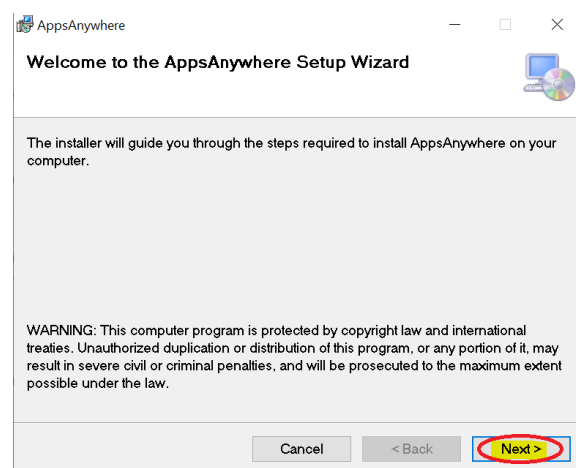 AppsAnywhere
Welcome to the AppsAnywhere Setup Wizard
The installer will guide you through the steps required to install AppsAnywhere on your
computer.
WARNING: This computer program is protected by copyright law and international
treaties. Unauthorized duplication or distribution of this program, or any portion of it, may
result in severe civil or criminal penalties, and will be prosecuted to the maximum extent
possible under the law.
Cancel < Back Next >